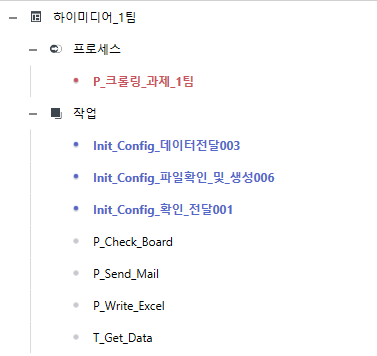 하이미디어_1팀
프로세스
P_크롤링_과제_1팀
작업
Init_Config_데이터전달003
Init_Config_파일확인_및_생성006
Init_Config_확인_전달001
P_Check_Board
P_Send_Mail
P_Write_Excel
T_Get_Data